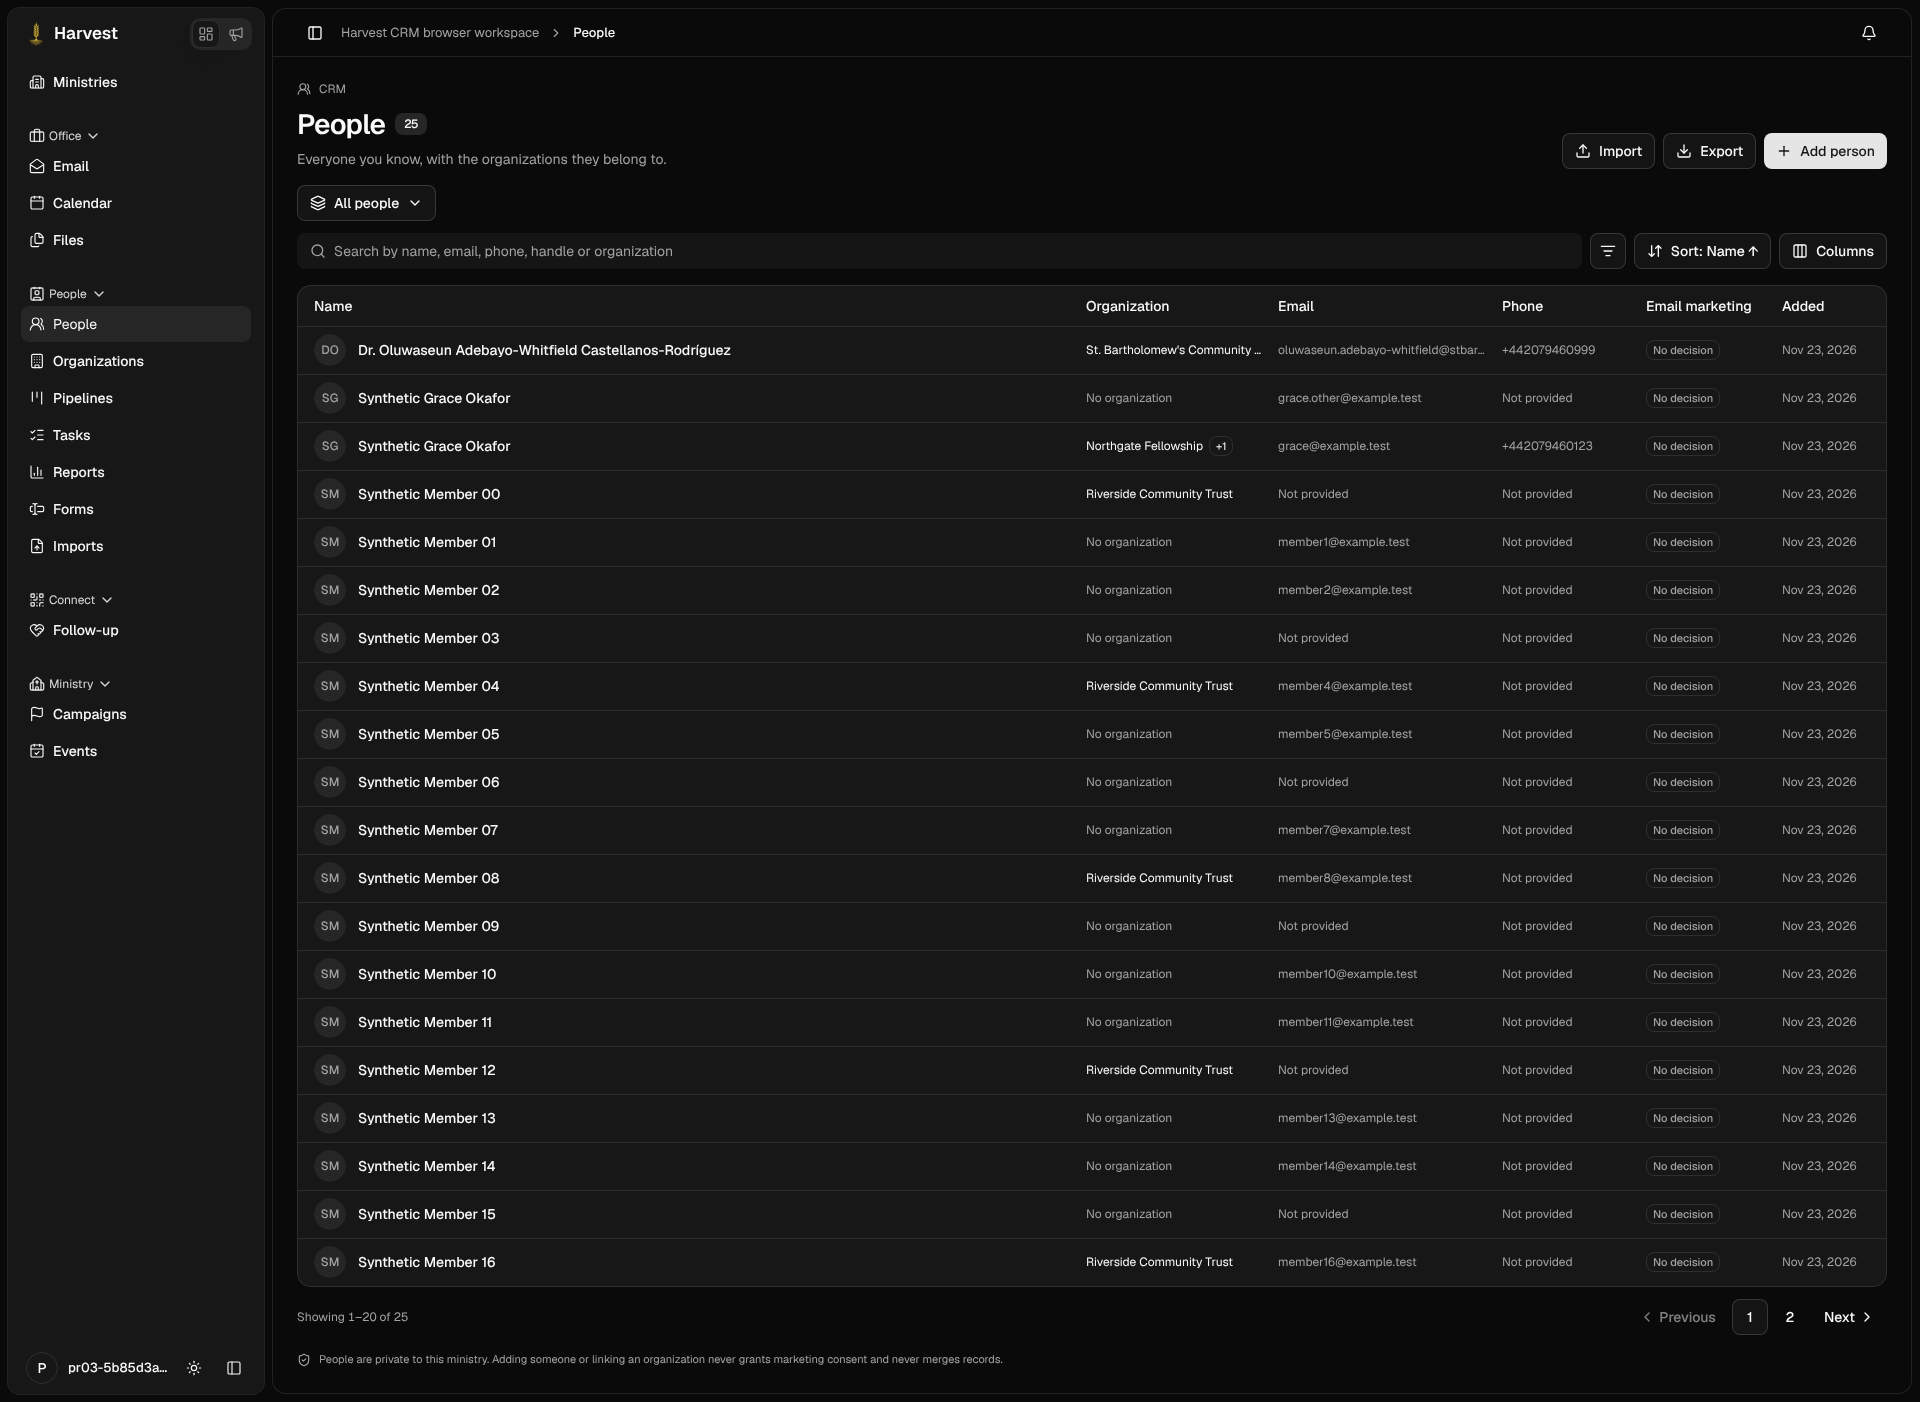 Harvest
Ministries
Office
Email
Calendar
Files
People
People
Organizations
Pipelines
Tasks
Reports
Forms
Imports
Connect
Follow-up
Ministry
Campaigns
Events
P pr03-5b85d3a...
Harvest CRM browser workspace > People
CRM
People 25
Everyone you know, with the organizations they belong to.
Import Export + Add person
All people
Search by name, email, phone, handle or organization
Sort: Name ↑ Columns
Name Organization Email Phone Email marketing Added
DO Dr. Oluwaseun Adebayo-Whitfield Castellanos-Rodríguez St. Bartholomew's Community ... oluwaseun.adebayo-whitfield@stbar... +442079460999 No decision Nov 23, 2026
SG Synthetic Grace Okafor No organization grace.other@example.test Not provided No decision Nov 23, 2026
SG Synthetic Grace Okafor Northgate Fellowship +1 grace@example.test +442079460123 No decision Nov 23, 2026
SM Synthetic Member 00 Riverside Community Trust Not provided Not provided No decision Nov 23, 2026
SM Synthetic Member 01 No organization member1@example.test Not provided No decision Nov 23, 2026
SM Synthetic Member 02 No organization member2@example.test Not provided No decision Nov 23, 2026
SM Synthetic Member 03 No organization Not provided Not provided No decision Nov 23, 2026
SM Synthetic Member 04 Riverside Community Trust member4@example.test Not provided No decision Nov 23, 2026
SM Synthetic Member 05 No organization member5@example.test Not provided No decision Nov 23, 2026
SM Synthetic Member 06 No organization Not provided Not provided No decision Nov 23, 2026
SM Synthetic Member 07 No organization member7@example.test Not provided No decision Nov 23, 2026
SM Synthetic Member 08 Riverside Community Trust member8@example.test Not provided No decision Nov 23, 2026
SM Synthetic Member 09 No organization Not provided Not provided No decision Nov 23, 2026
SM Synthetic Member 10 No organization member10@example.test Not provided No decision Nov 23, 2026
SM Synthetic Member 11 No organization member11@example.test Not provided No decision Nov 23, 2026
SM Synthetic Member 12 Riverside Community Trust Not provided Not provided No decision Nov 23, 2026
SM Synthetic Member 13 No organization member13@example.test Not provided No decision Nov 23, 2026
SM Synthetic Member 14 No organization member14@example.test Not provided No decision Nov 23, 2026
SM Synthetic Member 15 No organization Not provided Not provided No decision Nov 23, 2026
SM Synthetic Member 16 Riverside Community Trust member16@example.test Not provided No decision Nov 23, 2026
Showing 1–20 of 25
Previous 1 2 Next
People are private to this ministry. Adding someone or linking an organization never grants marketing consent and never merges records.